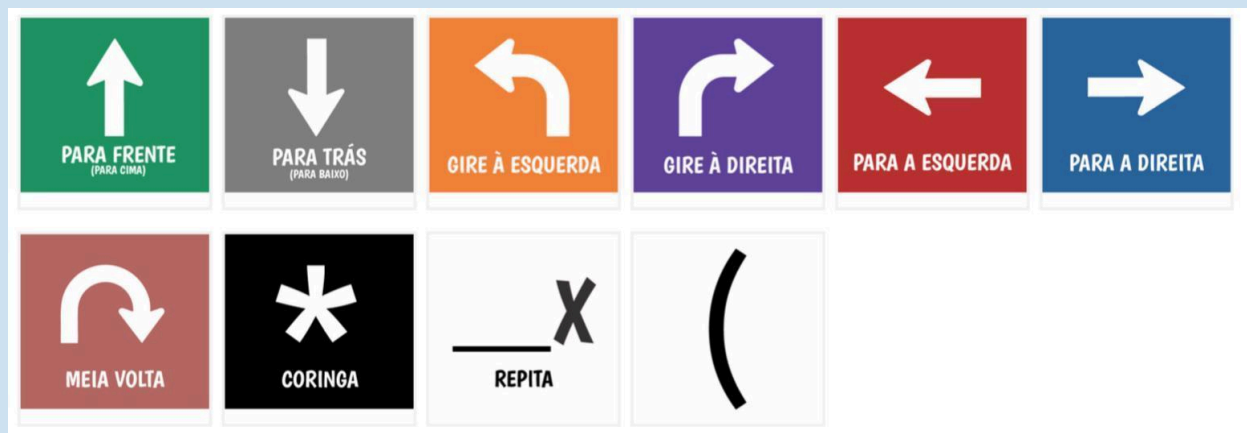 PARA FRENTE
(PARA CIMA)
PARA TRÁS
(PARA BAIXO)
GIRE À ESQUERDA
GIRE À DIREITA
PARA A ESQUERDA
PARA A DIREITA
MEIA VOLTA
*
CORINGA
___X
REPITA
(